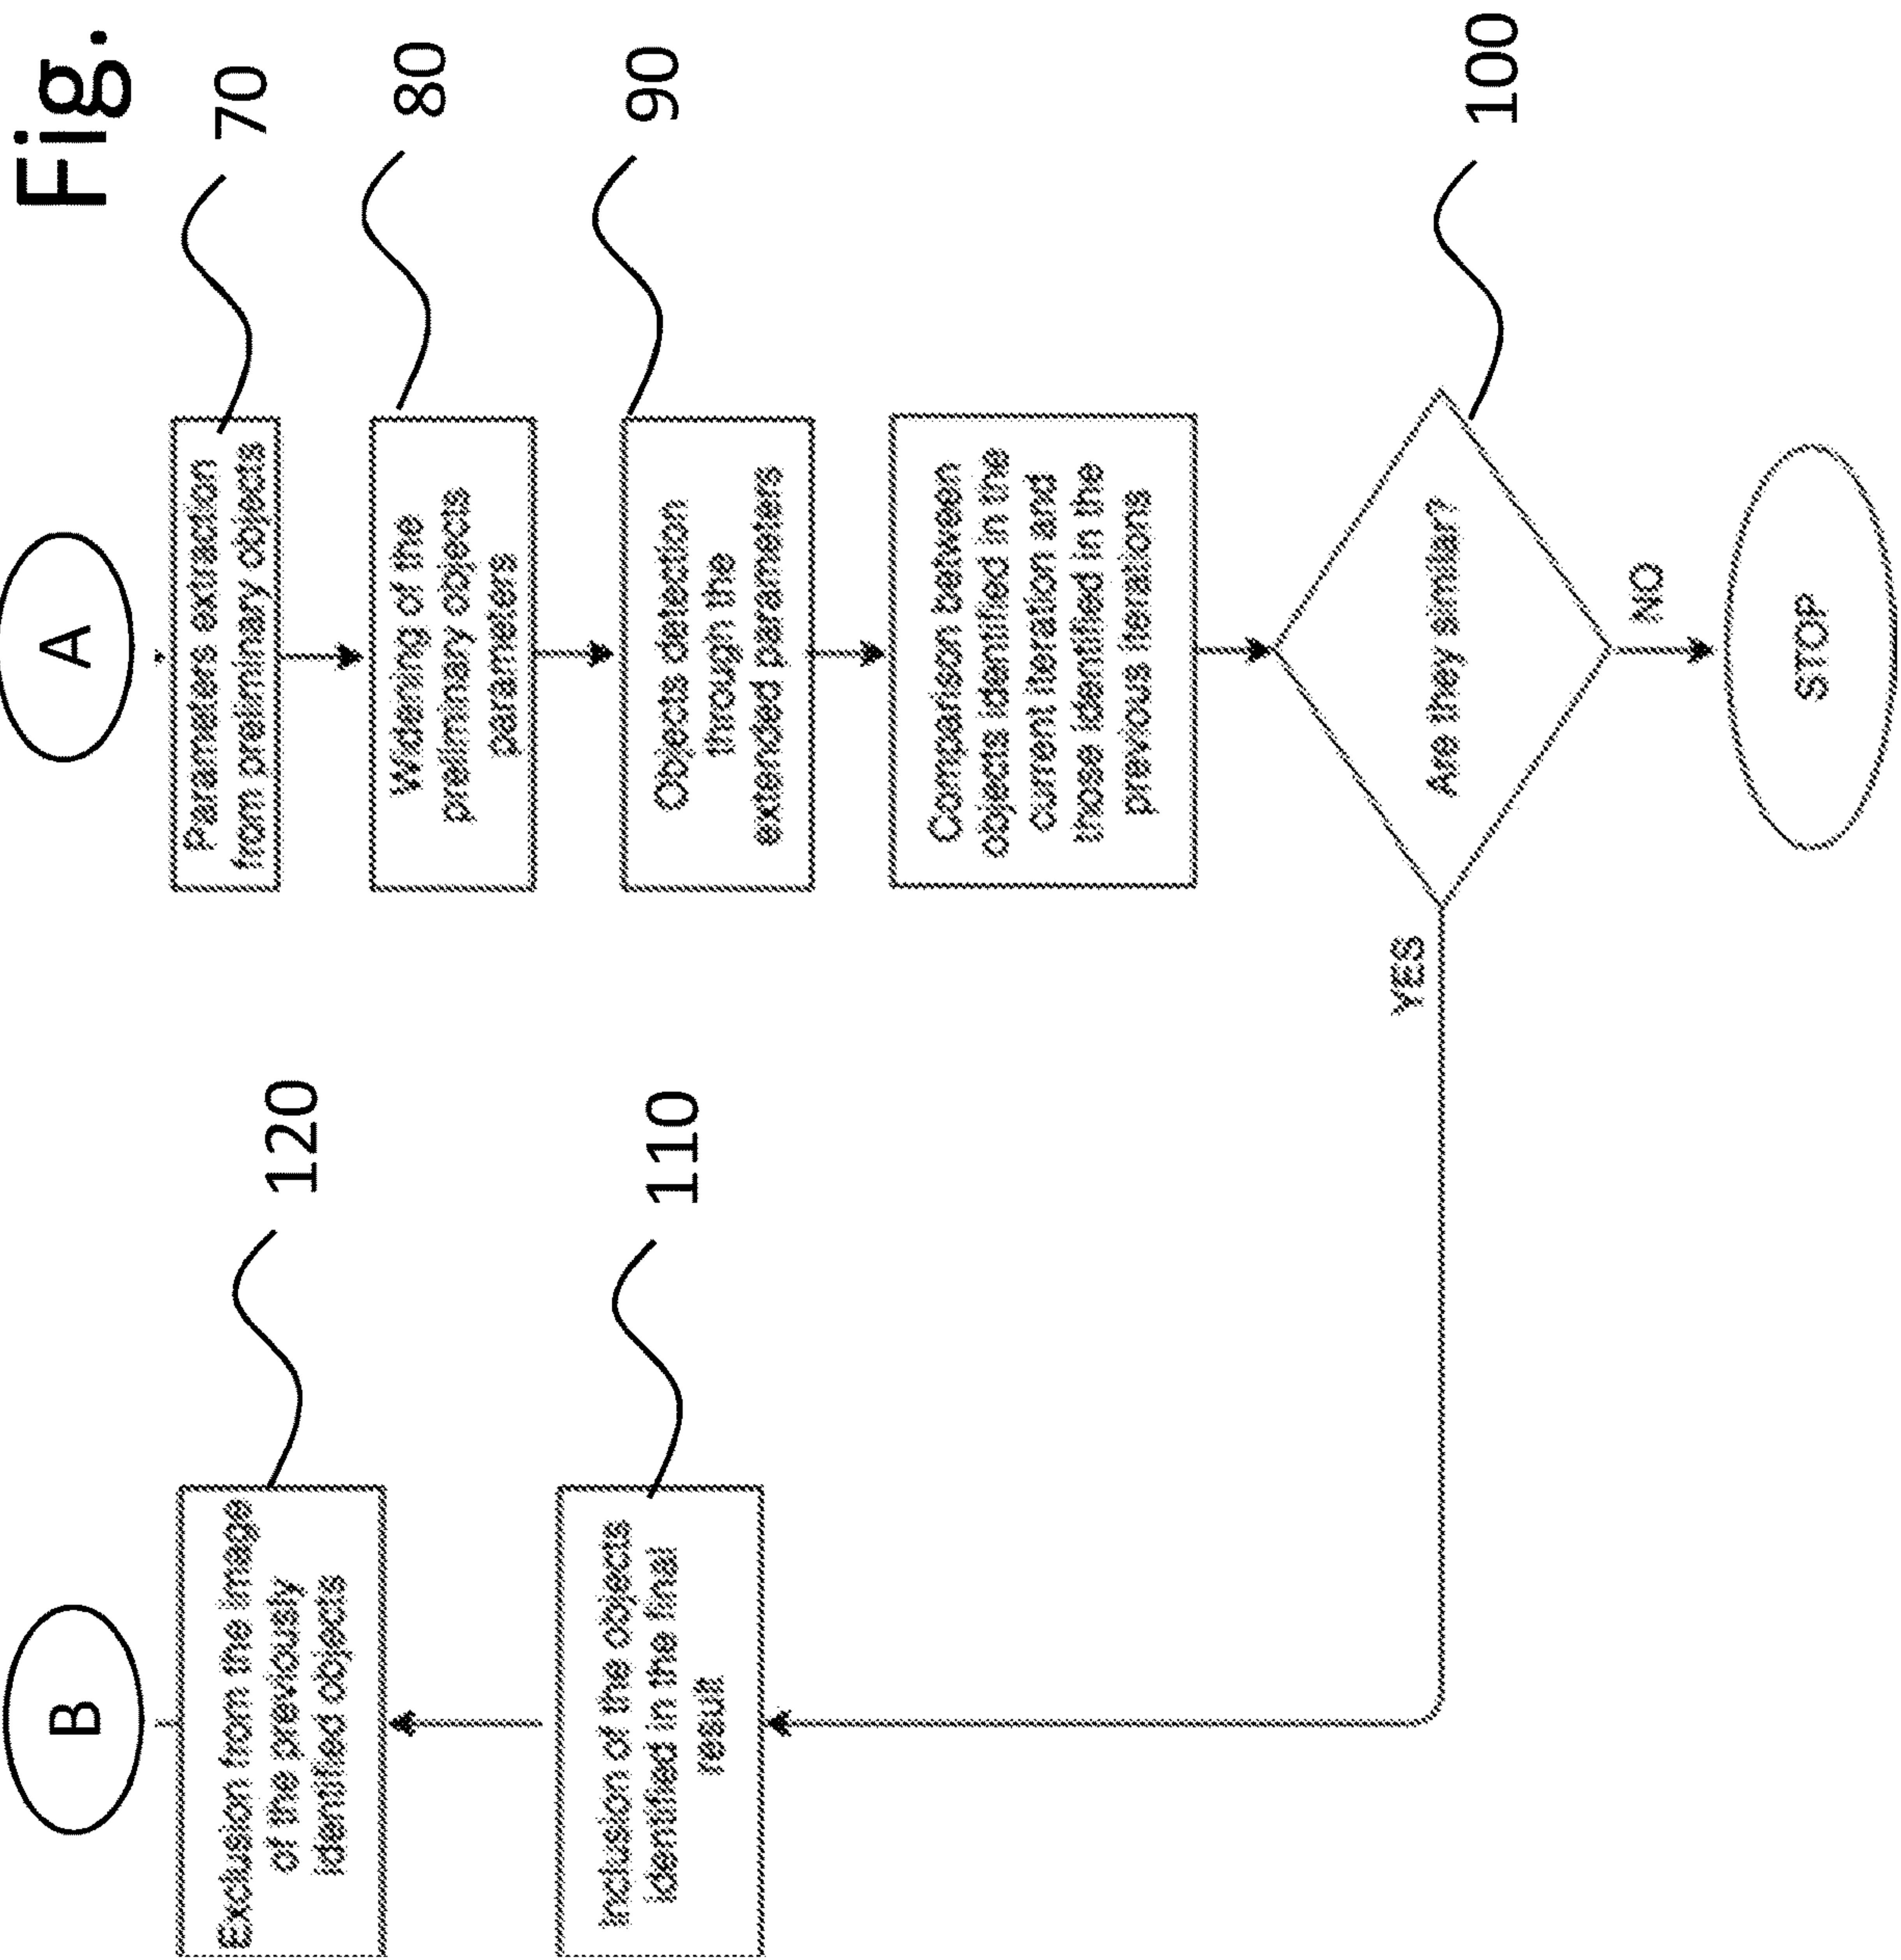 Fig.
A
Parameters extraction
from preliminary objects
70
Widening of the
preliminary objects
parameters
80
Objects detection
through the
extended parameters
90
Comparison between
objects identified in the
current iteration and
those identified in the
previous iterations
Are they similar?
100
NO
STOP
YES
B
Exclusion from the image
of the previously
identified objects
120
Inclusion of the objects
identified in the final
result
110